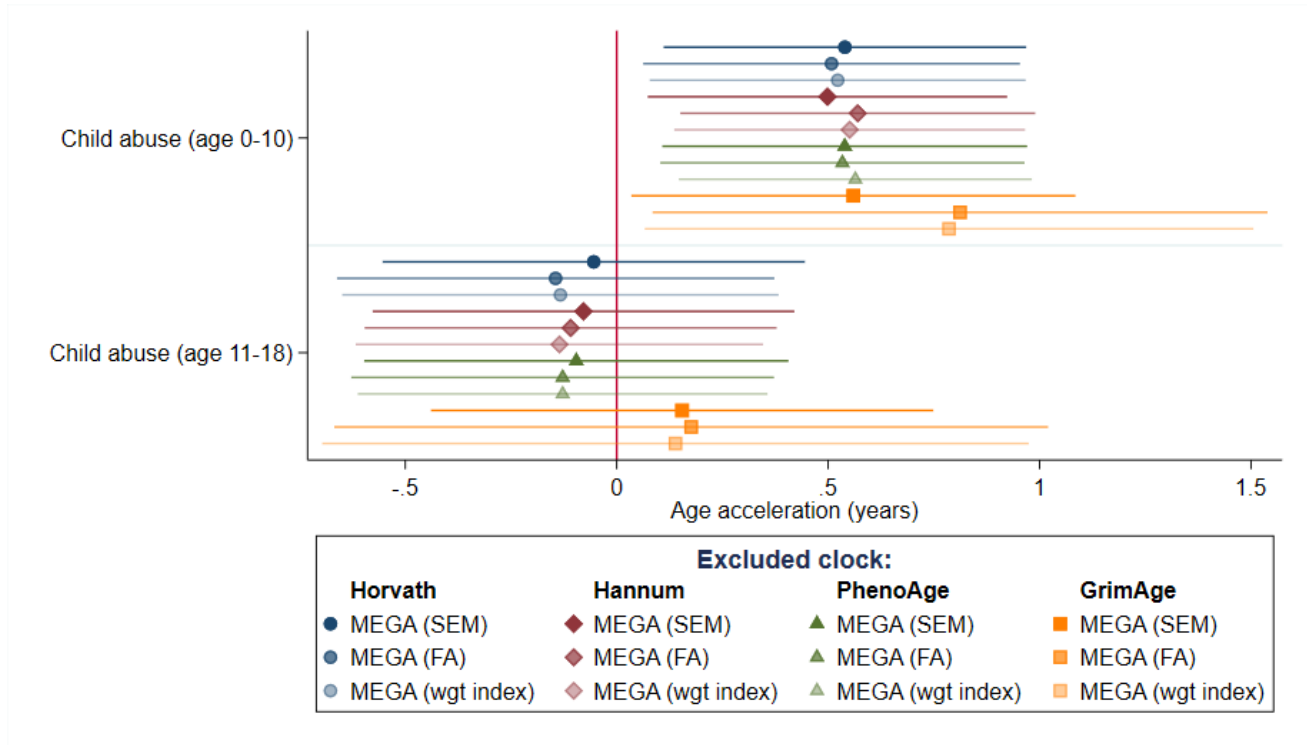 Child abuse (age 0-10)
Child abuse (age 11-18)
-.5 0 .5 1 1.5
Age acceleration (years)
Excluded clock:
Horvath Hannum PhenoAge GrimAge
MEGA (SEM) MEGA (SEM) MEGA (SEM) MEGA (SEM)
MEGA (FA) MEGA (FA) MEGA (FA) MEGA (FA)
MEGA (wgt index) MEGA (wgt index) MEGA (wgt index) MEGA (wgt index)